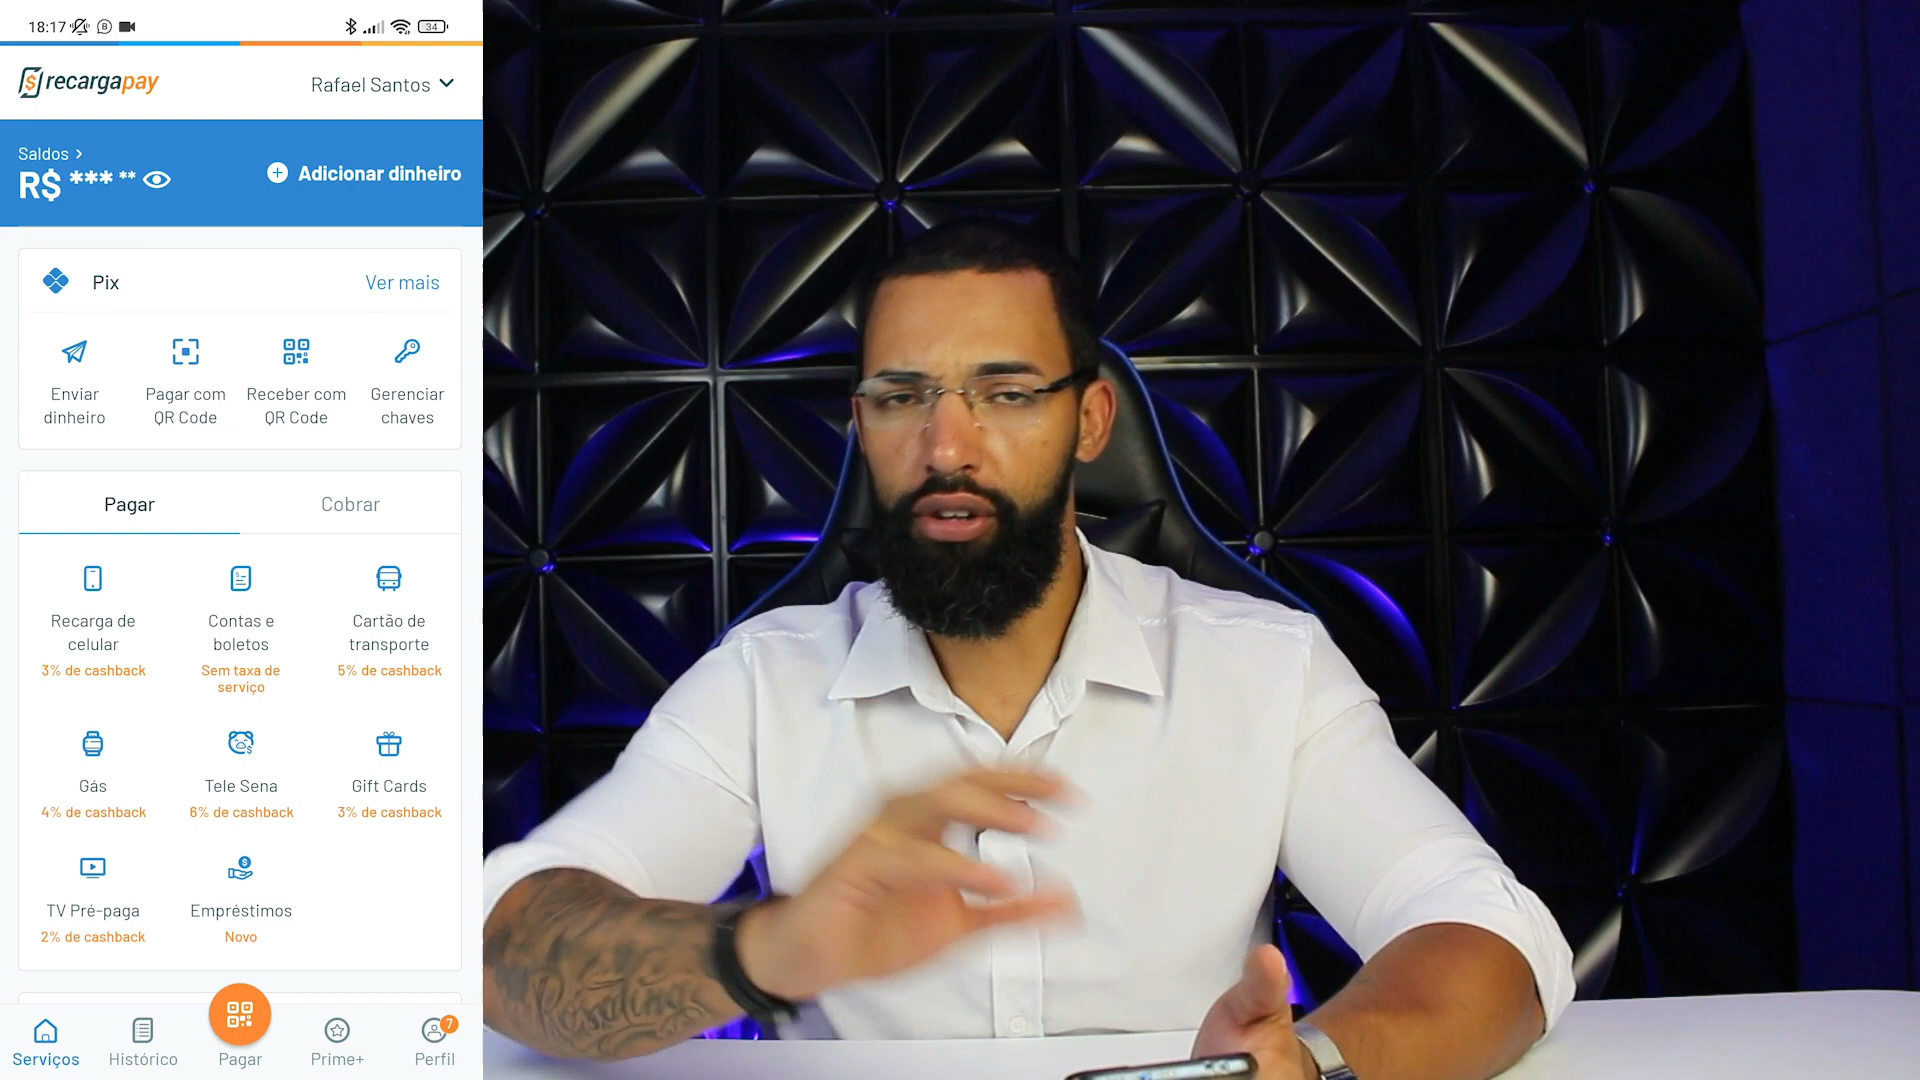 18:17
34
recargapay
Rafael Santos
Saldos >
R$ *** **
Adicionar dinheiro
Pix
Ver mais
Enviar dinheiro
Pagar com QR Code
Receber com QR Code
Gerenciar chaves
Pagar
Cobrar
Recarga de celular
3% de cashback
Contas e boletos
Sem taxa de serviço
Cartão de transporte
5% de cashback
Gás
4% de cashback
Tele Sena
6% de cashback
Gift Cards
3% de cashback
TV Pré-paga
2% de cashback
Empréstimos
Novo
Serviços
Histórico
Pagar
Prime+
7
Perfil